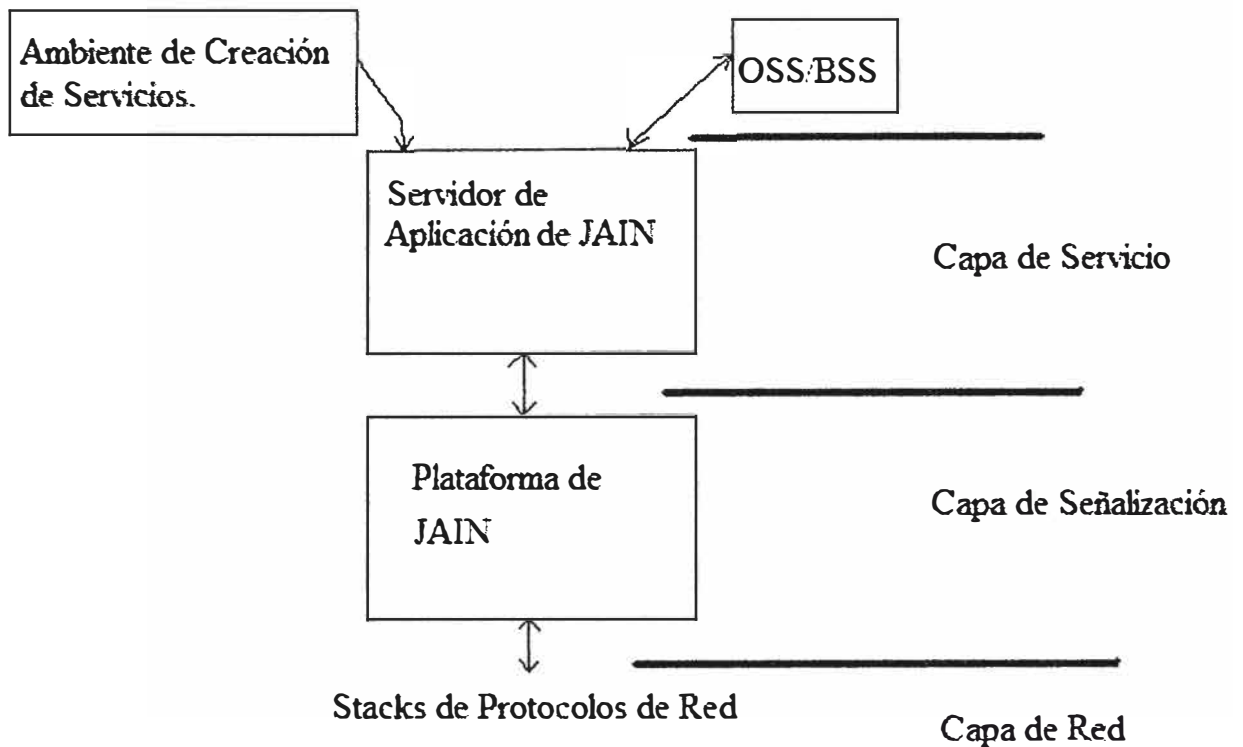 Ambiente de Creación
de Servicios.
OSS/BSS
Servidor de
Aplicación de JAIN
Capa de Servicio
Plataforma de
JAIN
Capa de Señalización
Stacks de Protocolos de Red
Capa de Red